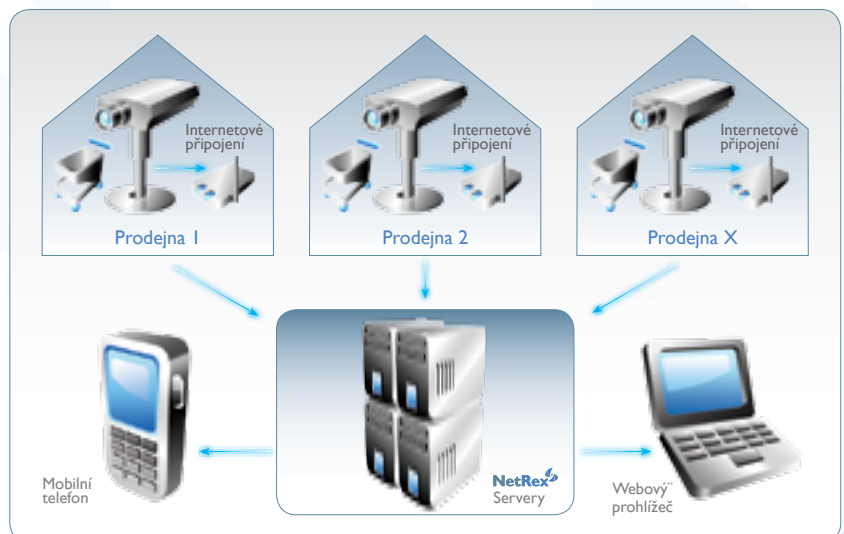 Internetové
připojení
Prodejna 1
Internetové
připojení
Prodejna 2
Internetové
připojení
Prodejna X
Mobilní
telefon
NetRex
Servery
Webový¨
prohlížeč